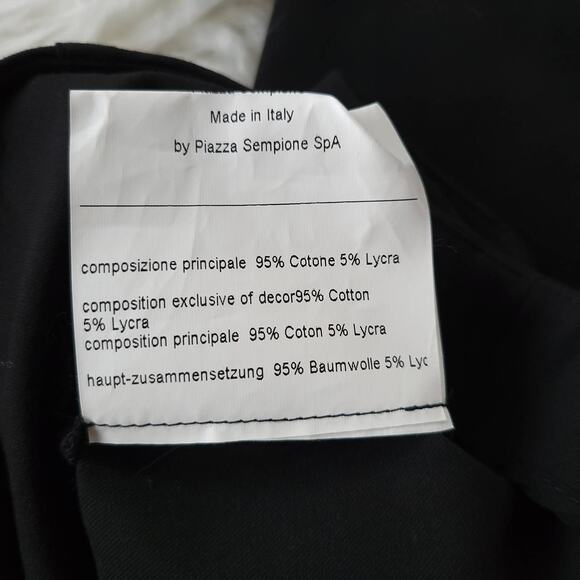 Made in Italy
by Piazza Sempione SpA
composizione principale 95% Cotone 5% Lycra
composition exclusive of decor95% Cotton
5% Lycra
composition principale 95% Coton 5% Lycra
haupt-zusammensetzung 95% Baumwolle 5% Lyc